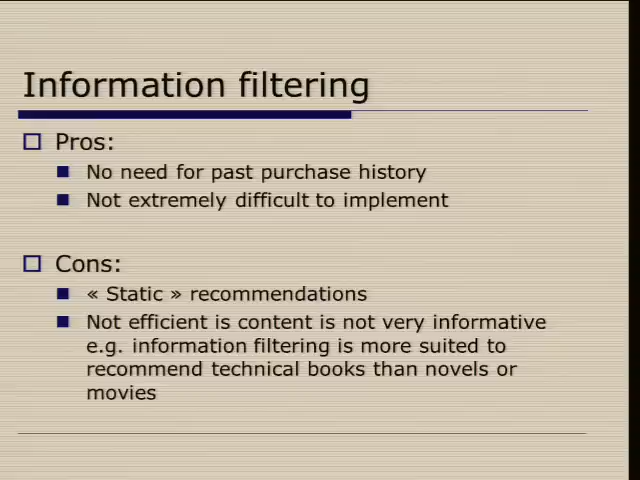 Information filtering
Pros:
No need for past purchase history
Not extremely difficult to implement
Cons:
« Static » recommendations
Not efficient is content is not very informative
e.g. information filtering is more suited to
recommend technical books than novels or
movies